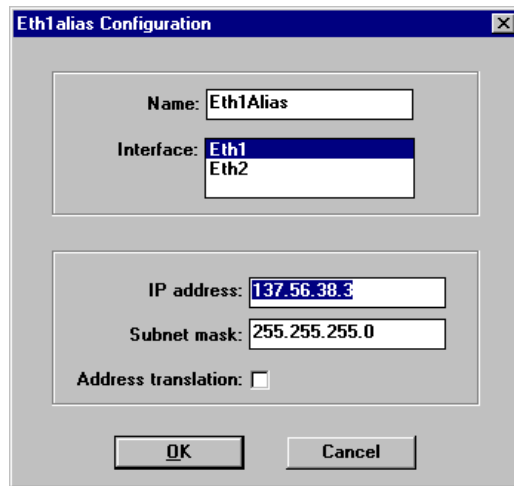 Eth1alias Configuration
Name: Eth1Alias
Interface: Eth1
Eth2
IP address: 137.56.38.3
Subnet mask: 255.255.255.0
Address translation:
OK Cancel